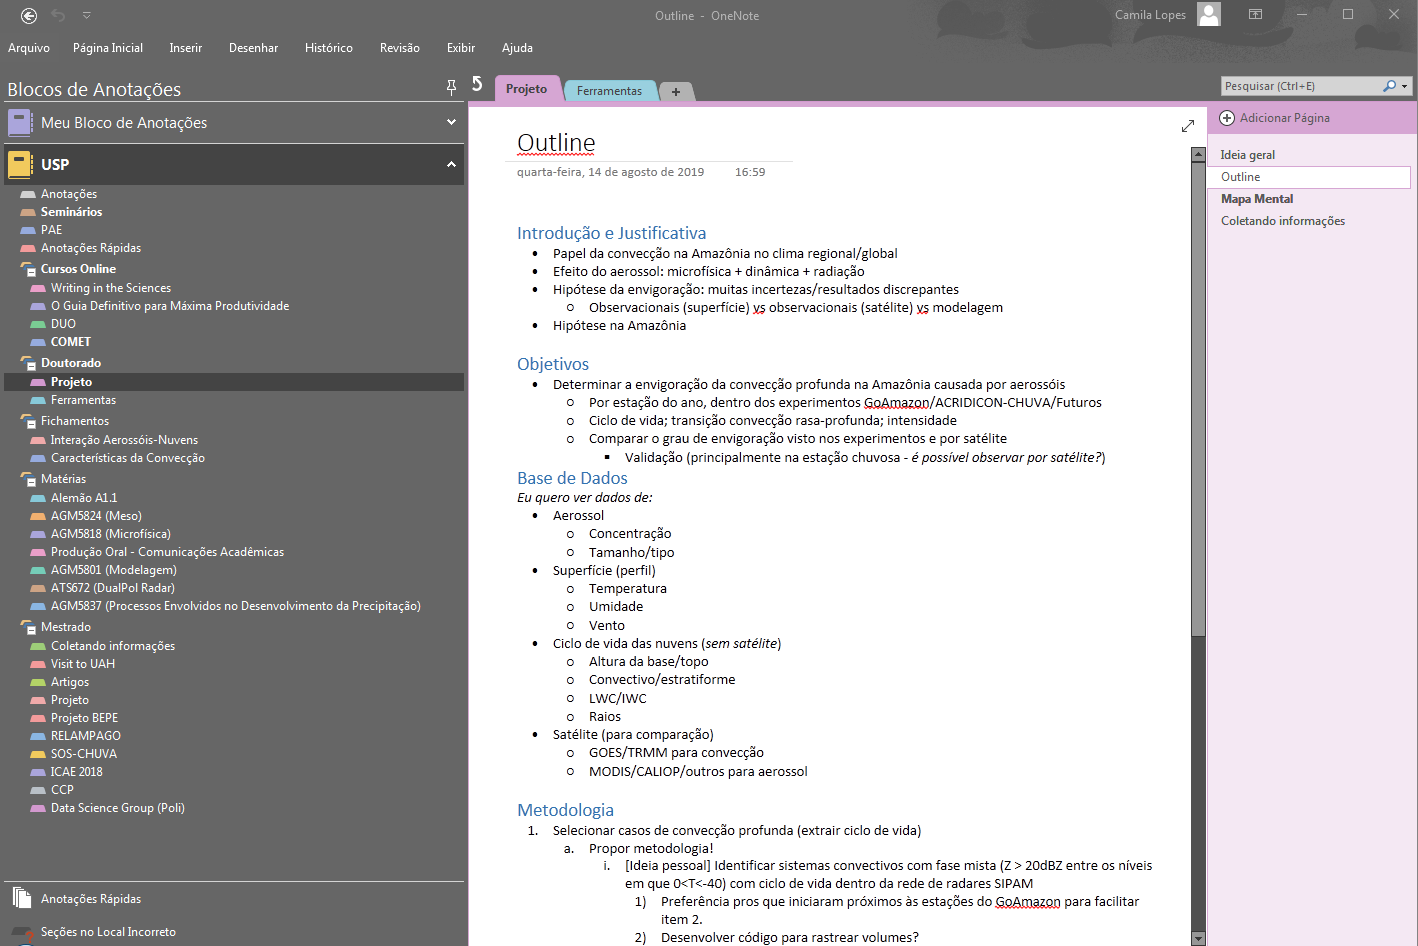 Outline - OneNote
Camila Lopes
Arquivo Página Inicial Inserir Desenhar Histórico Revisão Exibir Ajuda
Blocos de Anotações
Meu Bloco de Anotações
USP
Anotações
Seminários
PAE
Anotações Rápidas
Cursos Online
Writing in the Sciences
O Guia Definitivo para Máxima Produtividade
DUO
COMET
Doutorado
Projeto
Ferramentas
Fichamentos
Interação Aerossóis-Nuvens
Características da Convecção
Matérias
Alemão A1.1
AGM5824 (Meso)
AGM5818 (Microfísica)
Produção Oral - Comunicações Acadêmicas
AGM5801 (Modelagem)
ATS672 (DualPol Radar)
AGM5837 (Processos Envolvidos no Desenvolvimento da Precipitação)
Mestrado
Coletando informações
Visit to UAH
Artigos
Projeto
Projeto BEPE
RELAMPAGO
SOS-CHUVA
ICAE 2018
CCP
Data Science Group (Poli)
Anotações Rápidas
Seções no Local Incorreto
Projeto Ferramentas +
Pesquisar (Ctrl+E)
Outline
quarta-feira, 14 de agosto de 2019 16:59
Introdução e Justificativa
• Papel da convecção na Amazônia no clima regional/global
• Efeito do aerossol: microfísica + dinâmica + radiação
• Hipótese da envigoração: muitas incertezas/resultados discrepantes
○ Observacionais (superfície) vs observacionais (satélite) vs modelagem
• Hipótese na Amazônia
Objetivos
• Determinar a envigoração da convecção profunda na Amazônia causada por aerossóis
○ Por estação do ano, dentro dos experimentos GoAmazon/ACRIDICON-CHUVA/Futuros
○ Ciclo de vida; transição convecção rasa-profunda; intensidade
○ Comparar o grau de envigoração visto nos experimentos e por satélite
▪ Validação (principalmente na estação chuvosa - é possível observar por satélite?)
Base de Dados
Eu quero ver dados de:
• Aerossol
○ Concentração
○ Tamanho/tipo
• Superfície (perfil)
○ Temperatura
○ Umidade
○ Vento
• Ciclo de vida das nuvens (sem satélite)
○ Altura da base/topo
○ Convectivo/estratiforme
○ LWC/IWC
○ Raios
• Satélite (para comparação)
○ GOES/TRMM para convecção
○ MODIS/CALIOP/outros para aerossol
Metodologia
1. Selecionar casos de convecção profunda (extrair ciclo de vida)
a. Propor metodologia!
i. [Ideia pessoal] Identificar sistemas convectivos com fase mista (Z > 20dBZ entre os níveis
em que 0<T<-40) com ciclo de vida dentro da rede de radares SIPAM
1) Preferência pros que iniciaram próximos às estações do GoAmazon para facilitar
item 2.
2) Desenvolver código para rastrear volumes?
Adicionar Página
Ideia geral
Outline
Mapa Mental
Coletando informações